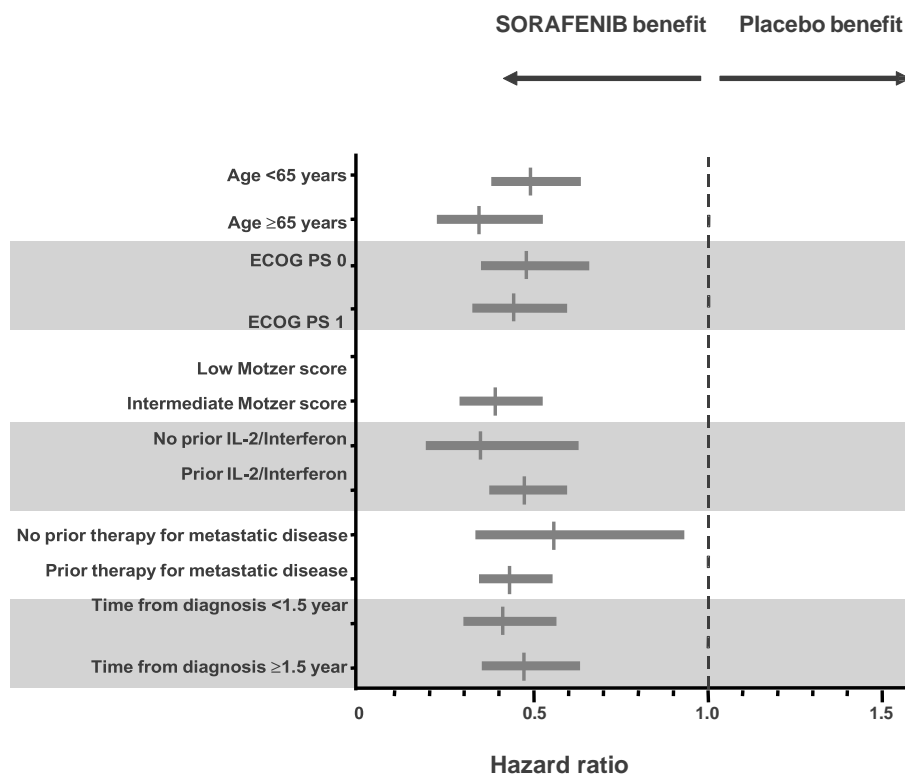 SORAFENIB benefit Placebo benefit
Age <65 years
Age ≥65 years
ECOG PS 0
ECOG PS 1
Low Motzer score
Intermediate Motzer score
No prior IL-2/Interferon
Prior IL-2/Interferon
No prior therapy for metastatic disease
Prior therapy for metastatic disease
Time from diagnosis <1.5 year
Time from diagnosis ≥1.5 year
0 0.5 1.0 1.5
Hazard ratio